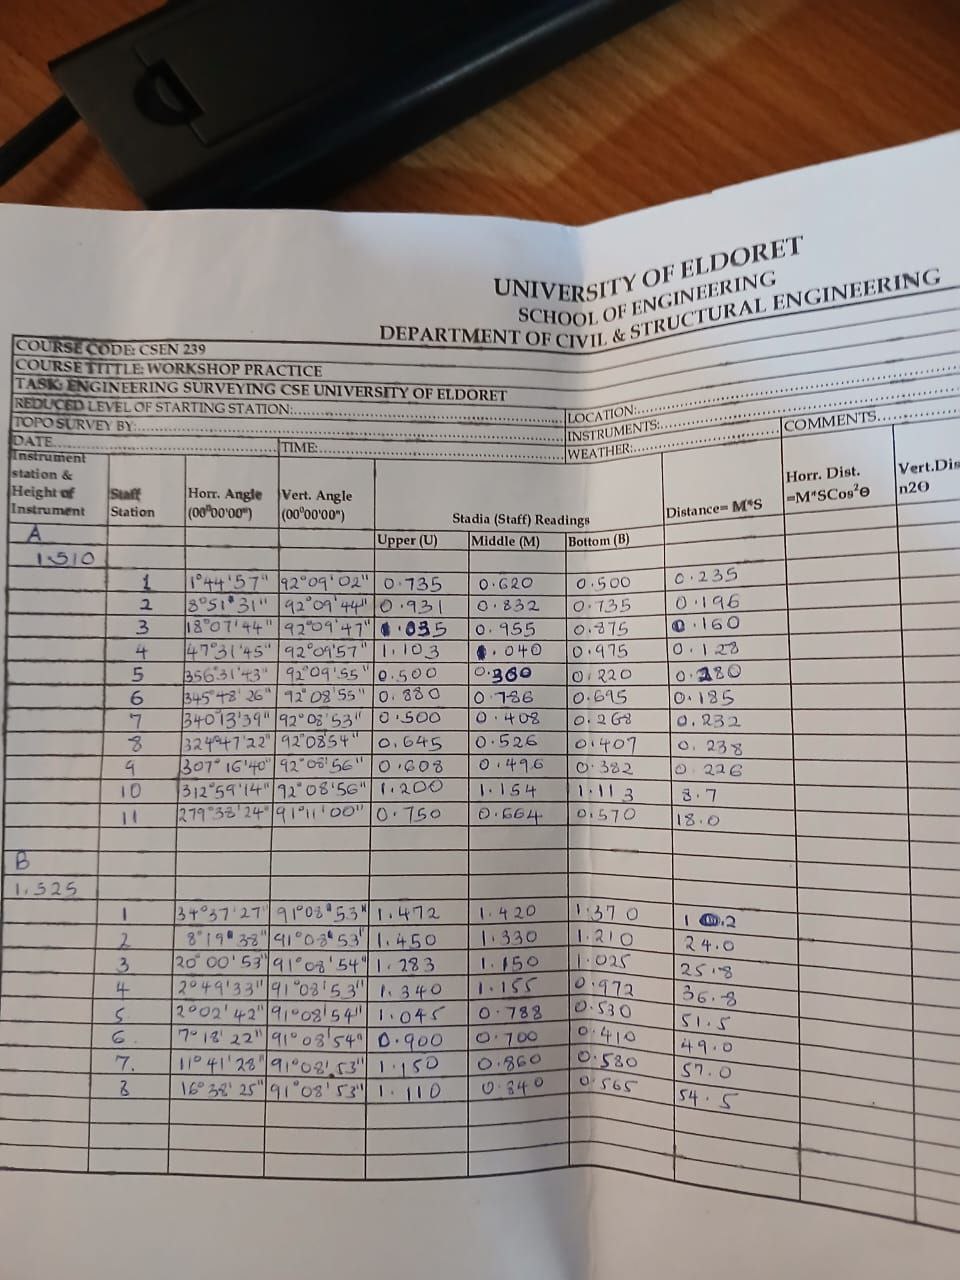 UNIVERSITY OF ELDORET
SCHOOL OF ENGINEERING
DEPARTMENT OF CIVIL & STRUCTURAL ENGINEERING
COURSE CODE: CSEN 239
COURSE TITTLE: WORKSHOP PRACTICE
TASK: ENGINEERING SURVEYING CSE UNIVERSITY OF ELDORET
REDUCED LEVEL OF STARTING STATION: LOCATION:
TOPO SURVEY BY: INSTRUMENTS: COMMENTS
DATE TIME: WEATHER:
Instrument station & Height of Instrument Staff Station Horr. Angle (00⁰00'00") Vert. Angle (00⁰00'00") Stadia (Staff) Readings Distance= M*S Horr. Dist. =M*SCos²Θ Vert.Dis n2Θ
Upper (U) Middle (M) Bottom (B)
A
1.510
1 1°44'57" 92°09'02" 0.735 0.620 0.500 0.235
2 8°51'31" 92°09'44" 0.931 0.832 0.735 0.196
3 18°07'44" 92°09'47" 1.035 0.955 0.875 0.160
4 47°31'45" 92°09'57" 1.103 1.040 0.975 0.128
5 356°31'43" 92°09'55" 0.500 0.360 0.220 0.280
6 345°48'26" 92°08'55" 0.880 0.786 0.695 0.185
7 340°13'39" 92°08'53" 0.500 0.408 0.268 0.232
8 324°47'22" 92°08'54" 0.645 0.526 0.407 0.238
9 307°16'40" 92°08'56" 0.608 0.496 0.382 0.226
10 312°59'14" 92°08'56" 1.200 1.154 1.113 8.7
11 279°38'24" 91°11'00" 0.750 0.664 0.570 18.0
B
1.525
1 34°37'27" 91°08'53" 1.472 1.420 1.370
2 8°19'38" 91°08'53" 1.450 1.330 1.210 24.0
3 20°00'53" 91°08'54" 1.283 1.150 1.025 25.8
4 2°49'33" 91°08'53" 1.340 1.155 0.972 36.8
5. 2°02'42" 91°08'54" 1.045 0.788 0.530 51.5
6. 7°18'22" 91°08'54" 0.900 0.700 0.410 49.0
7. 11°41'28" 91°08'53" 1.150 0.860 0.580 57.0
8 16°38'25" 91°08'53" 1.110 0.840 0.565 54.5